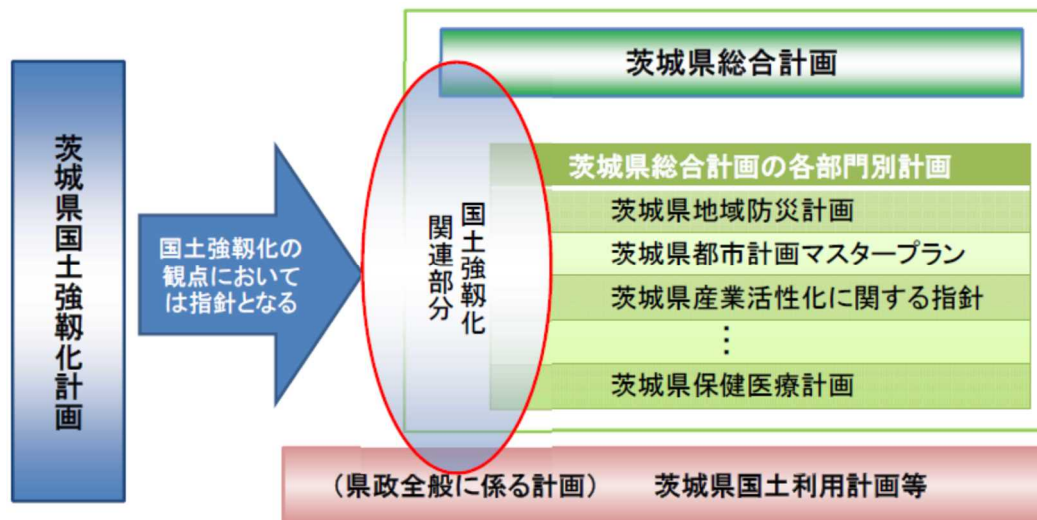 茨城県国土強靱化計画
国土強靱化の
観点において
は指針となる
国土強靱化
関連部分
茨城県総合計画
茨城県総合計画の各部門別計画
茨城県地域防災計画
茨城県都市計画マスタープラン
茨城県産業活性化に関する指針
⋮
茨城県保健医療計画
（県政全般に係る計画） 茨城県国土利用計画等